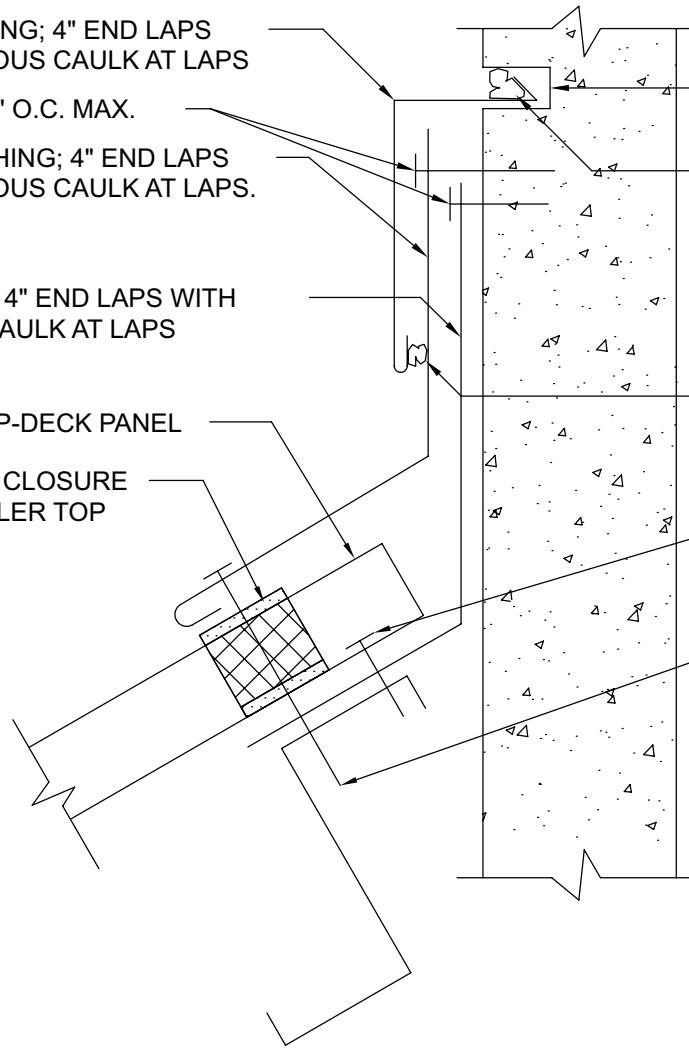 NG; 4" END LAPS
OUS CAULK AT LAPS
" O.C. MAX.
HING; 4" END LAPS
OUS CAULK AT LAPS.
4" END LAPS WITH
AULK AT LAPS
P-DECK PANEL
CLOSURE
LER TOP